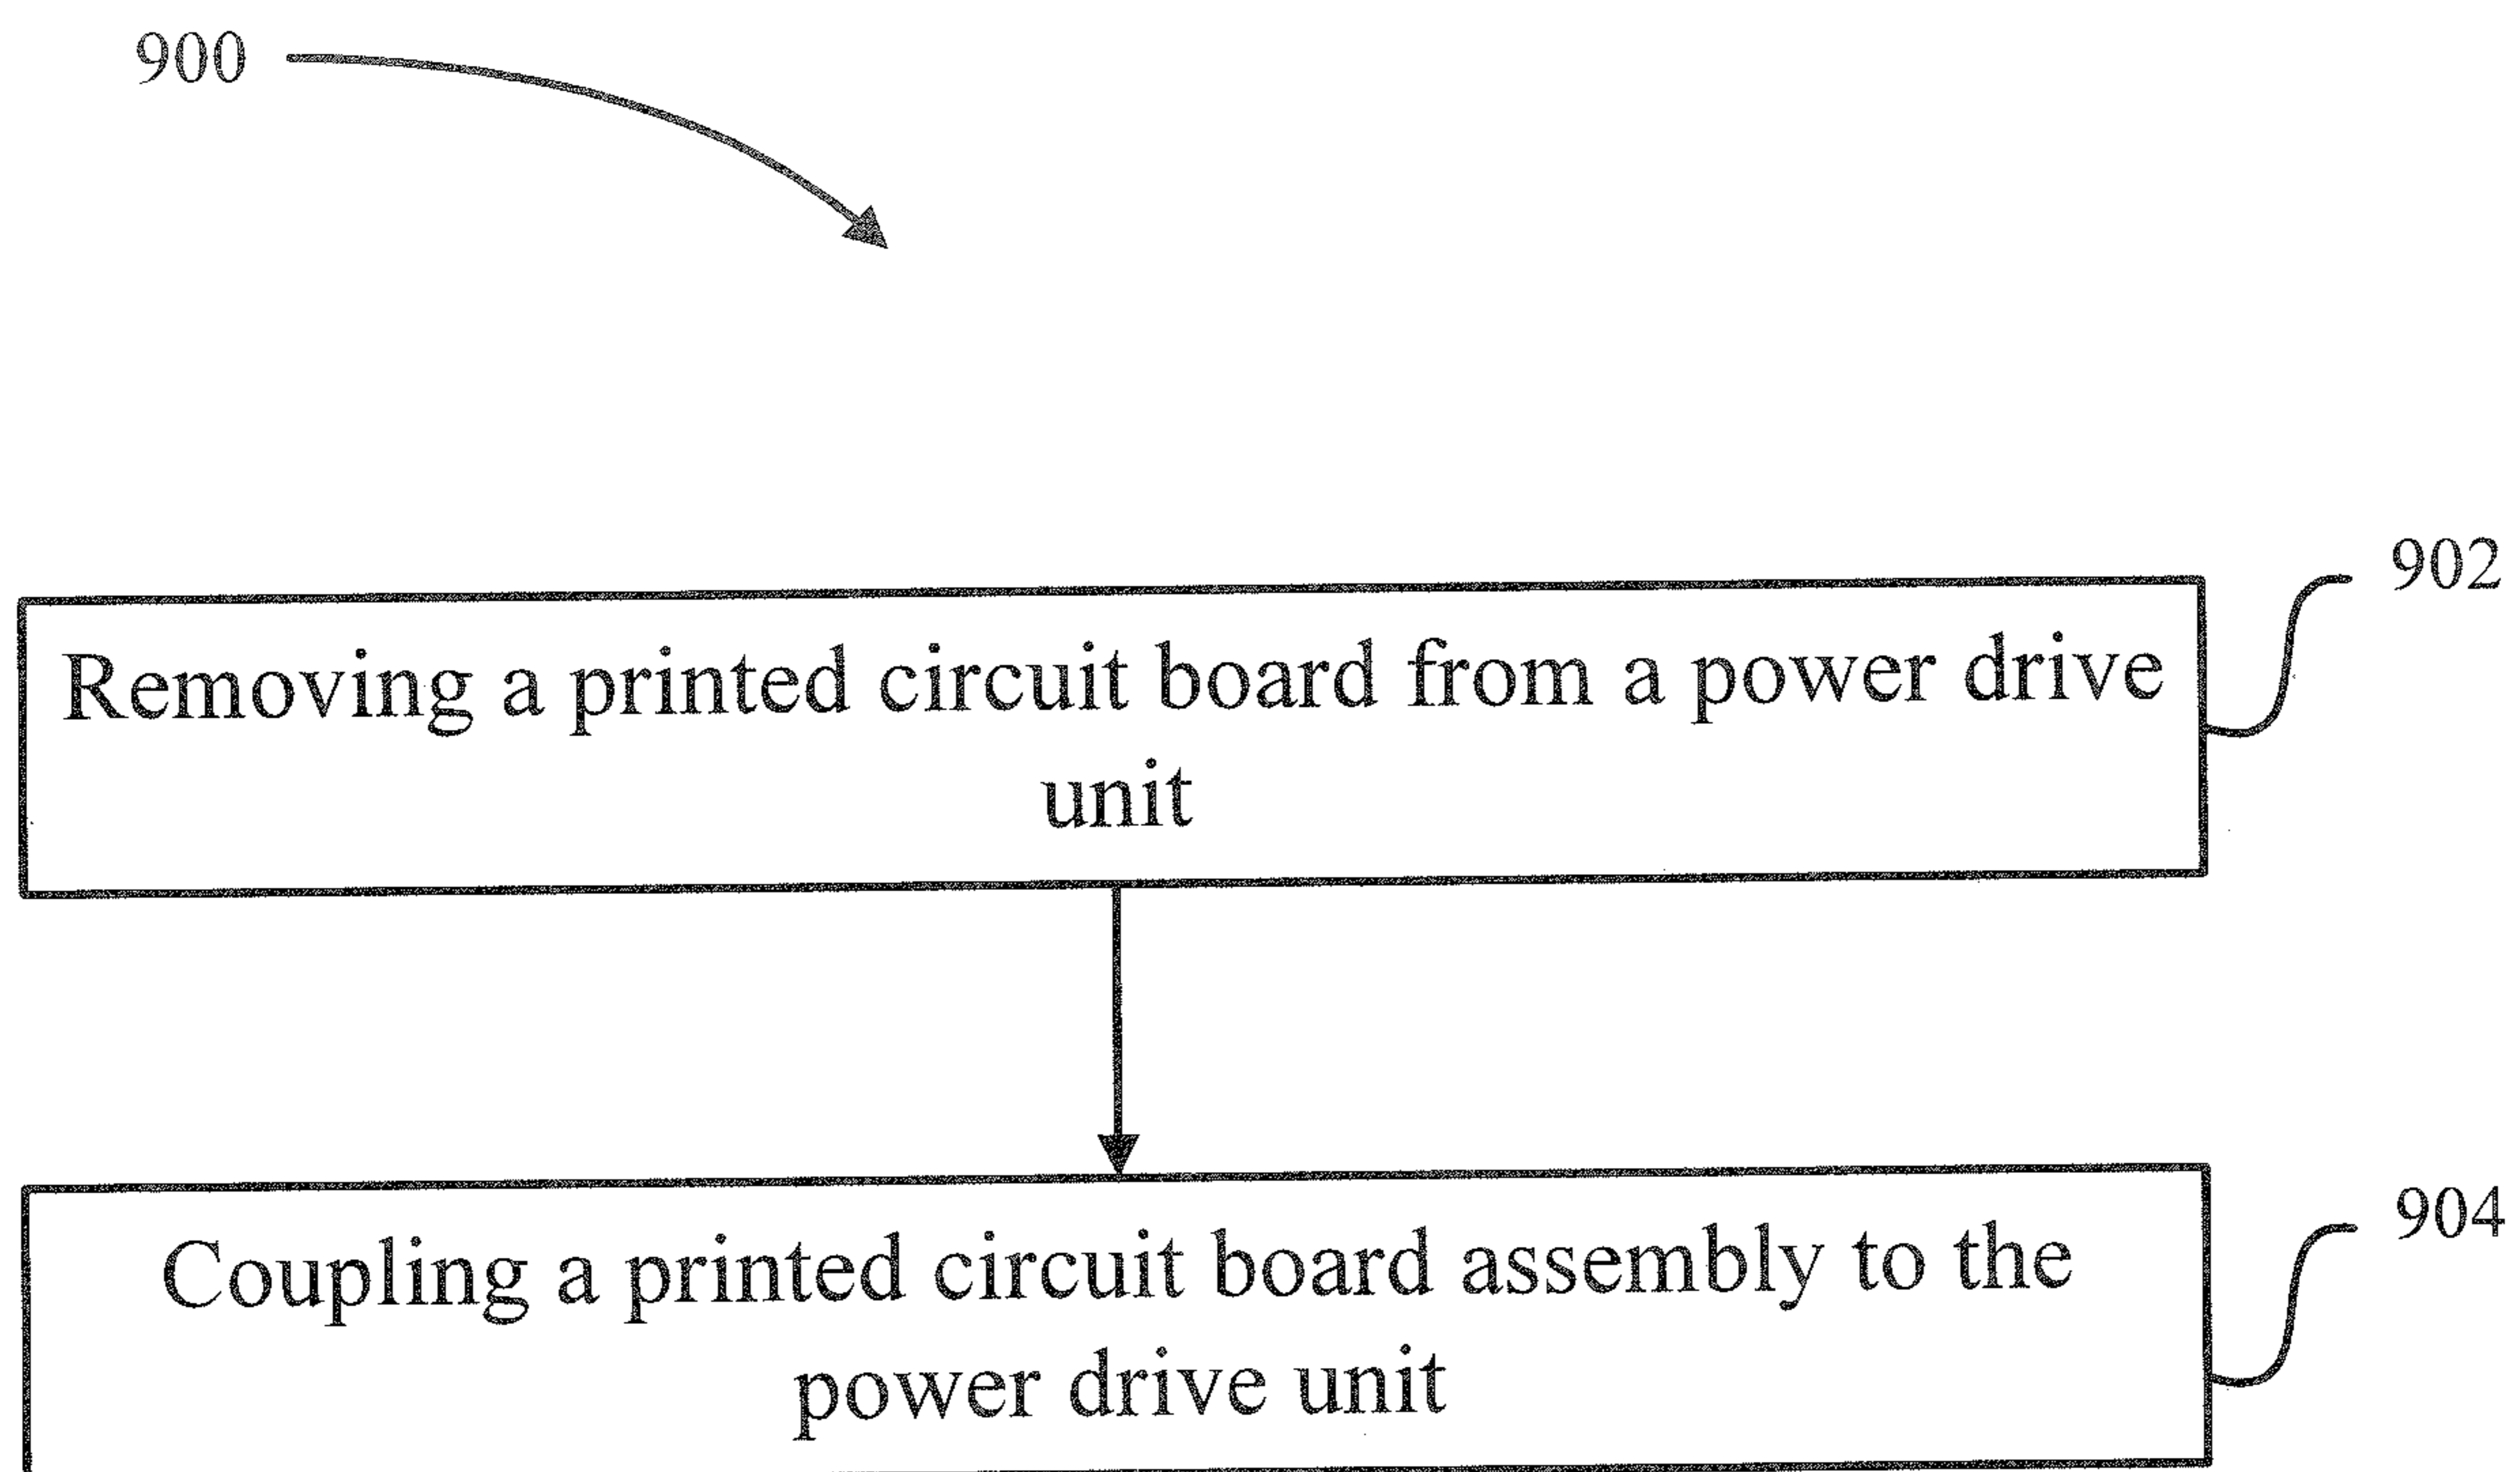 900
902
Removing a printed circuit board from a power drive
unit
904
Coupling a printed circuit board assembly to the
power drive unit